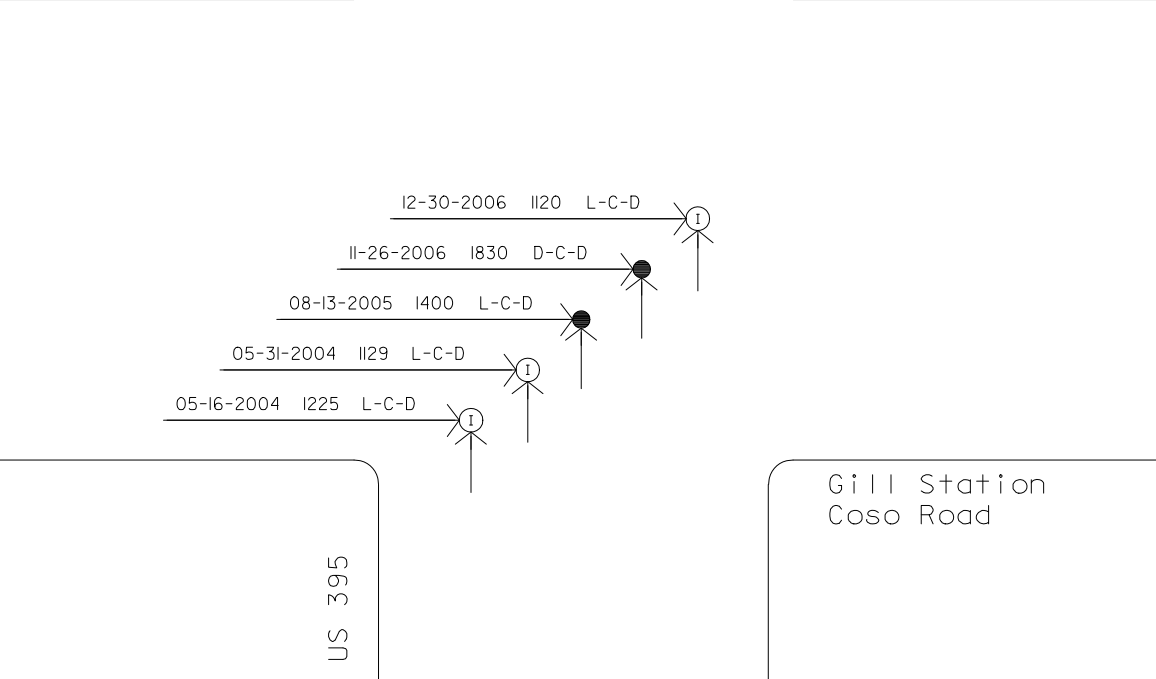 12-30-2006 1120 L-C-D
I
11-26-2006 1830 D-C-D
08-13-2005 1400 L-C-D
05-31-2004 1129 L-C-D
I
05-16-2004 1225 L-C-D
I
Gill Station
Coso Road
US 395